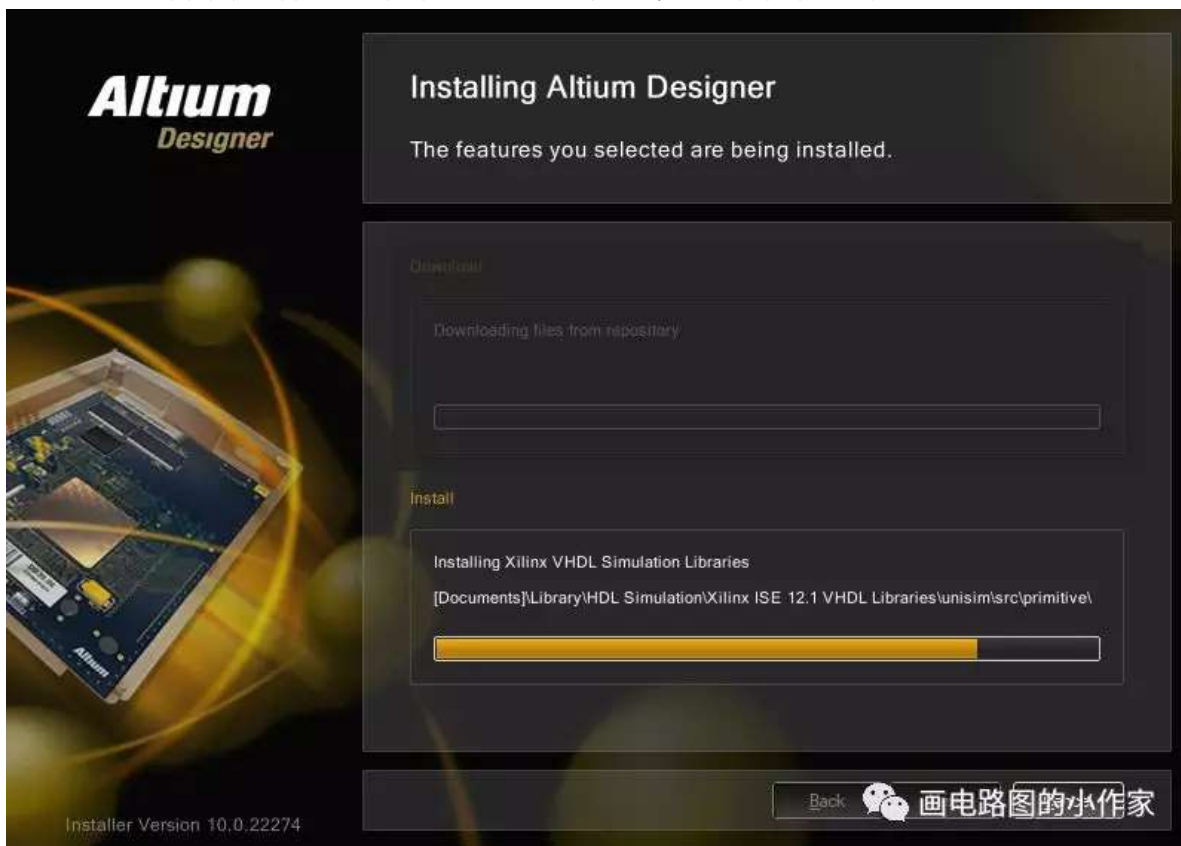 Altium
Designer
Installing Altium Designer
The features you selected are being installed.
Download
Downloading files from repository
Install
Installing Xilinx VHDL Simulation Libraries
[Documents]\Library\HDL Simulation\Xilinx ISE 12.1 VHDL Libraries\unisim\src\primitive\
Altium
Back
画电路图的小作家
Installer Version 10.0.22274